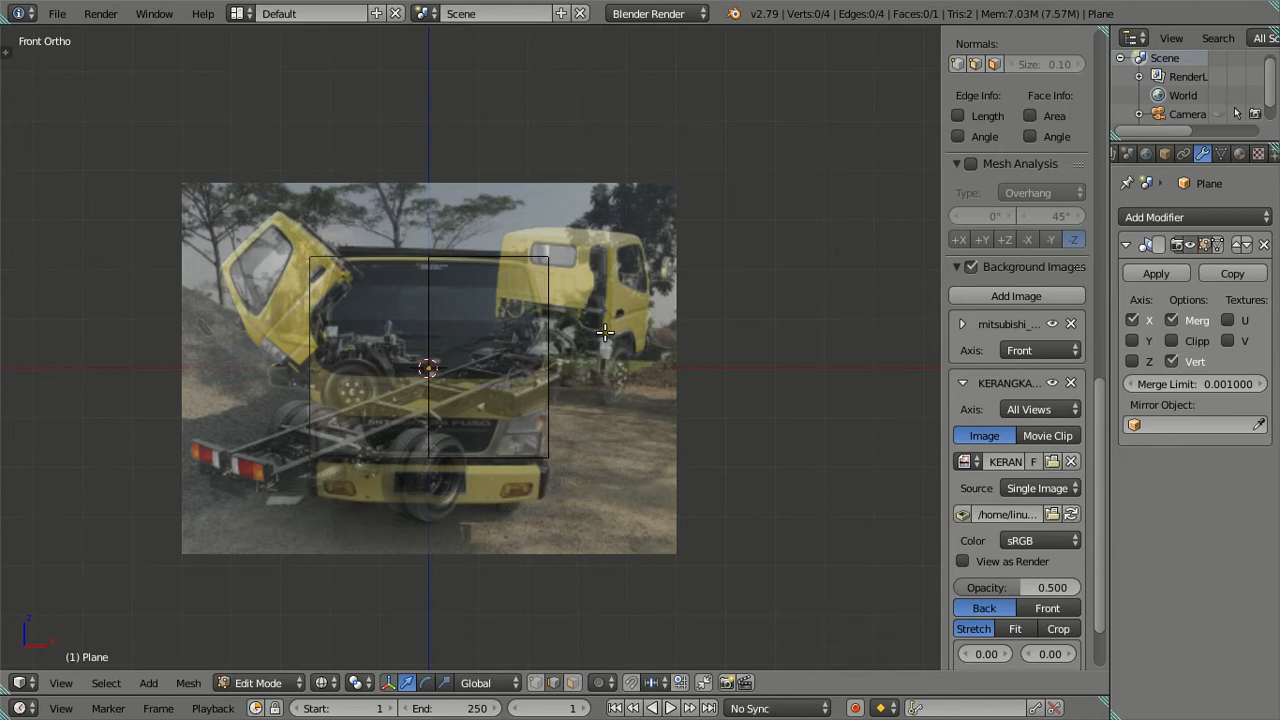 File Render Window Help Default Scene Blender Render v2.79 | Verts:0/4 | Edges:0/4 | Faces:0/1 | Tris:2 | Mem:7.03M (7.57M) | Plane
Front Ortho
Normals:
Size: 0.10
Edge Info: Face Info:
Length Area
Angle Angle
Mesh Analysis
Type: Overhang
0° 45°
+X +Y +Z -X -Y -Z
Background Images
Add Image
mitsubishi_...
Axis: Front
KERANGKA...
Axis: All Views
Image Movie Clip
KERAN F
Source Single Image
/home/linu...
Color sRGB
View as Render
Opacity: 0.500
Back Front
Stretch Fit Crop
0.00 0.00
View Search All Sc
Scene
RenderL
World
Camera
Plane
Add Modifier
Apply Copy
Axis: Options: Textures:
X Merg U
Y Clipp V
Z Vert
Merge Limit: 0.001000
Mirror Object:
z
(1) Plane
View Select Add Mesh Edit Mode Global
View Marker Frame Playback Start: 1 End: 250 1 No Sync